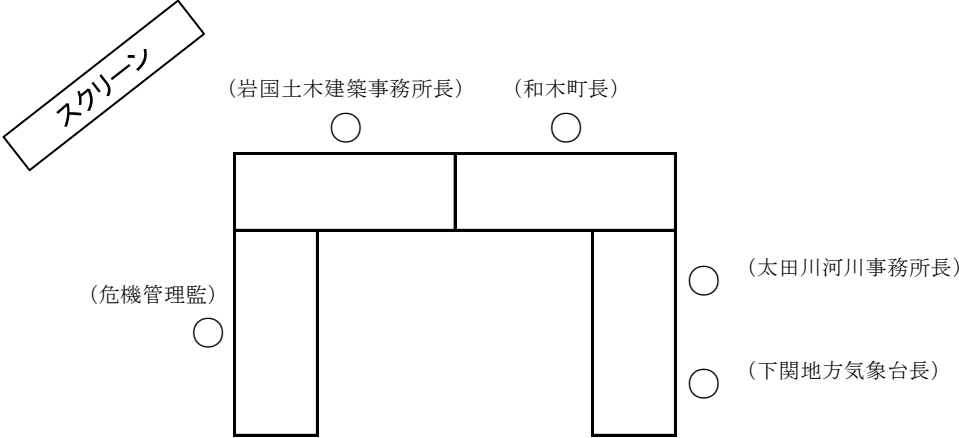 スクリーン
（岩国土木建築事務所長）
（和木町長）
（太田川河川事務所長）
（危機管理監）
（下関地方気象台長）